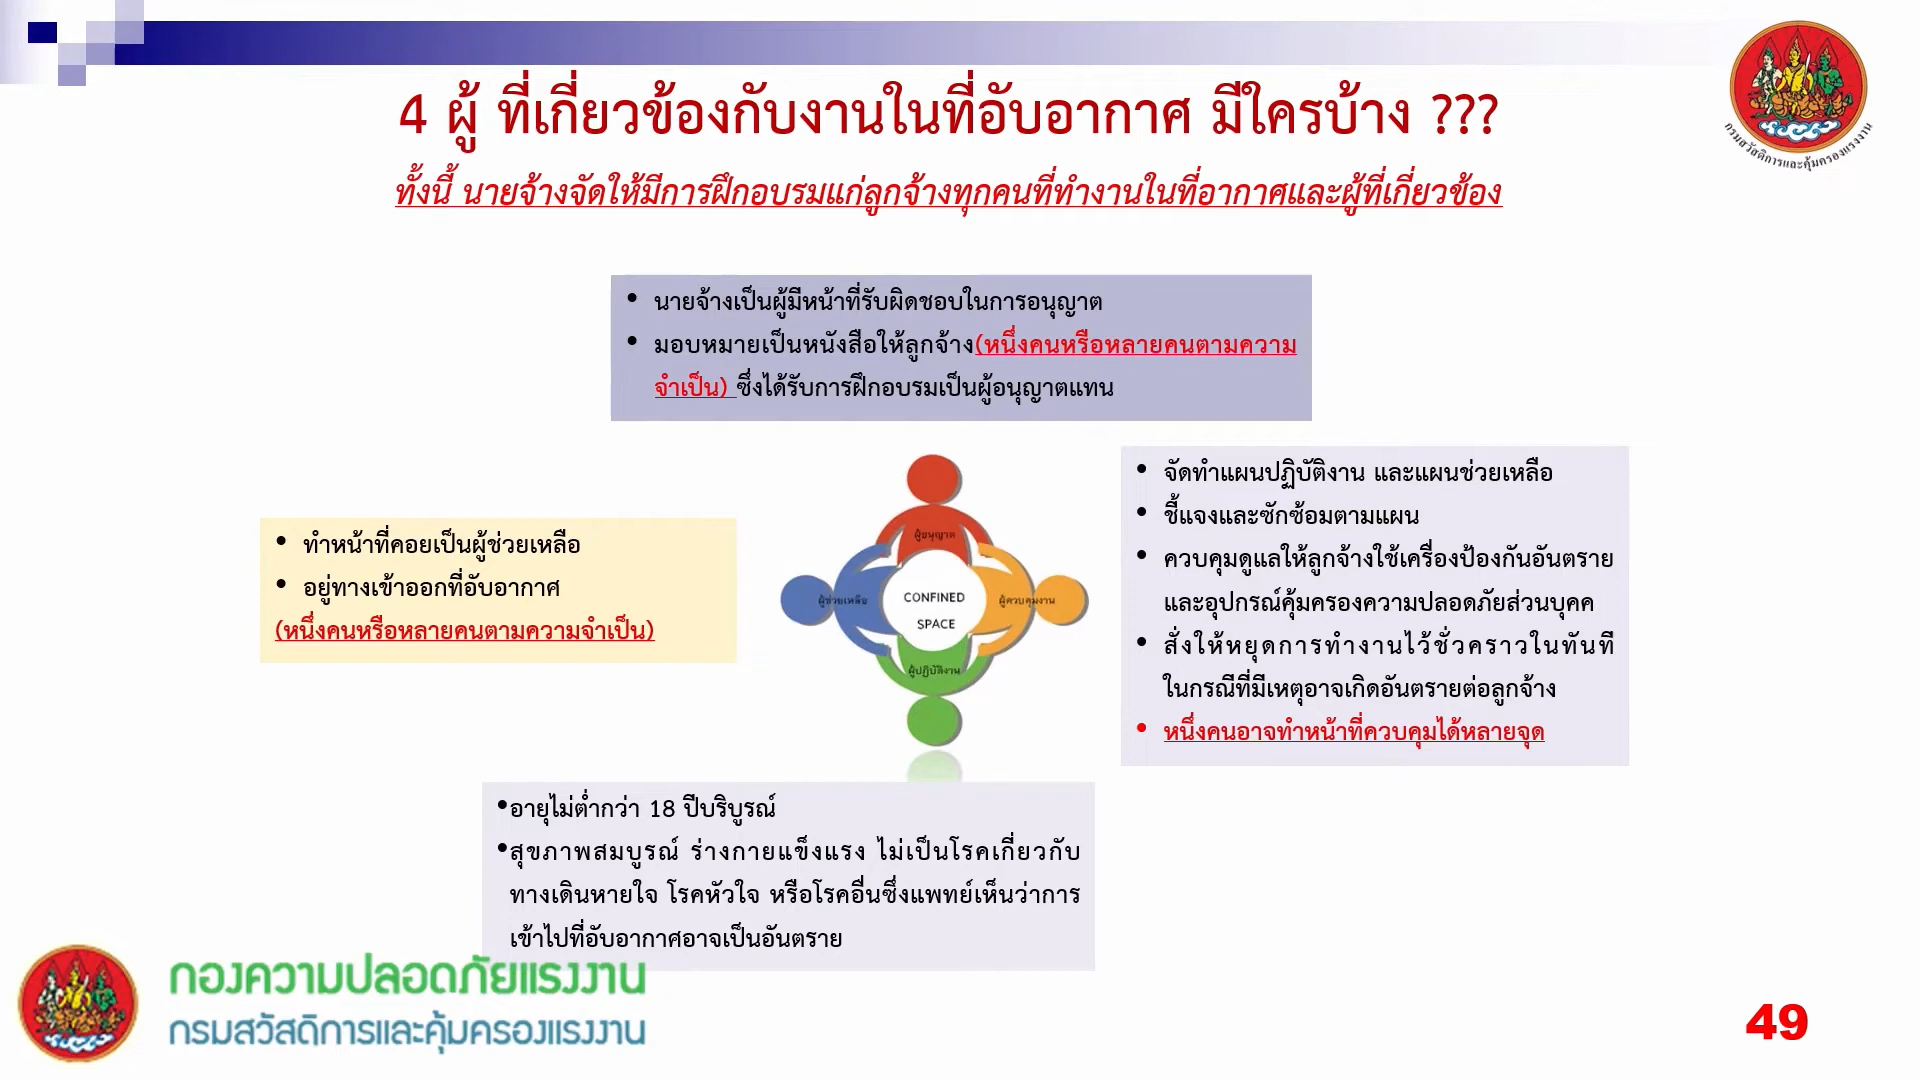 4 ผู้ ที่เกี่ยวข้องกับงานในที่อับอากาศ มีใครบ้าง ???
กรมสวัสดิการและคุ้มครองแรงงาน
ทั้งนี้ นายจ้างจัดให้มีการฝึกอบรมแก่ลูกจ้างทุกคนที่ทำงานในที่อากาศและผู้ที่เกี่ยวข้อง
• นายจ้างเป็นผู้มีหน้าที่รับผิดชอบในการอนุญาต
• มอบหมายเป็นหนังสือให้ลูกจ้าง(หนึ่งคนหรือหลายคนตามความ
จำเป็น) ซึ่งได้รับการฝึกอบรมเป็นผู้อนุญาตแทน
• ทำหน้าที่คอยเป็นผู้ช่วยเหลือ
• อยู่ทางเข้าออกที่อับอากาศ
(หนึ่งคนหรือหลายคนตามความจำเป็น)
ผู้อนุญาต
ผู้ช่วยเหลือ
CONFINED
SPACE
ผู้ควบคุมงาน
ผู้ปฏิบัติงาน
• จัดทำแผนปฏิบัติงาน และแผนช่วยเหลือ
• ชี้แจงและซักซ้อมตามแผน
• ควบคุมดูแลให้ลูกจ้างใช้เครื่องป้องกันอันตราย
และอุปกรณ์คุ้มครองความปลอดภัยส่วนบุคค
• สั่งให้หยุดการทำงานไว้ชั่วคราวในทันที
ในกรณีที่มีเหตุอาจเกิดอันตรายต่อลูกจ้าง
• หนึ่งคนอาจทำหน้าที่ควบคุมได้หลายจุด
•อายุไม่ต่ำกว่า 18 ปีบริบูรณ์
•สุขภาพสมบูรณ์ ร่างกายแข็งแรง ไม่เป็นโรคเกี่ยวกับ
ทางเดินหายใจ โรคหัวใจ หรือโรคอื่นซึ่งแพทย์เห็นว่าการ
เข้าไปที่อับอากาศอาจเป็นอันตราย
กองความปลอดภัยแรงงาน
กรมสวัสดิการและคุ้มครองแรงงาน
49